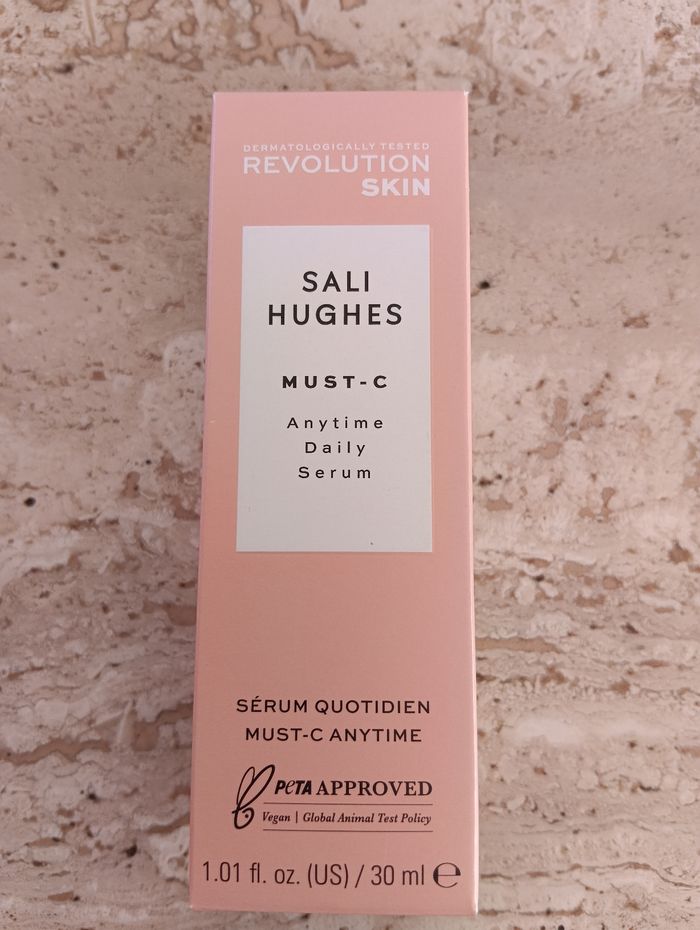 DERMATOLOGICALLY TESTED
REVOLUTION
SKIN
SALI
HUGHES
MUST-C
Anytime
Daily
Serum
SÉRUM QUOTIDIEN
MUST-C ANYTIME
PETA APPROVED
Vegan | Global Animal Test Policy
1.01 fl. oz. (US) / 30 ml ℮